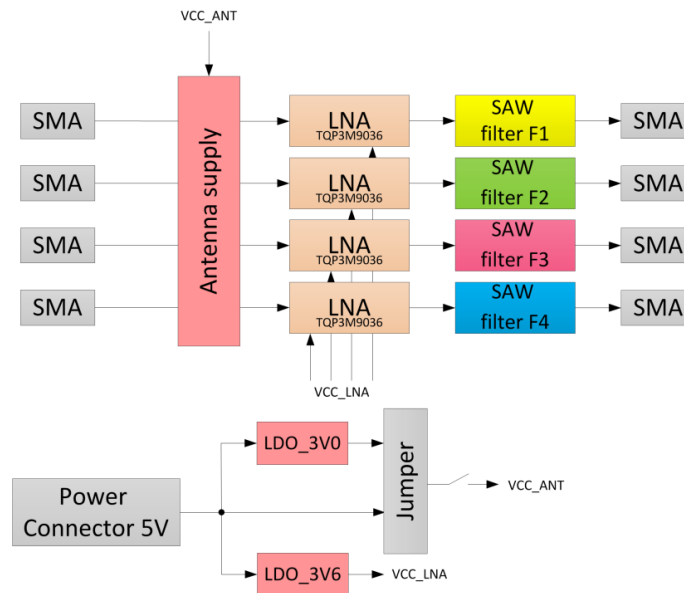 VCC_ANT
SMA
LNA
TQP3M9036
SAW
filter F1
SMA
SMA
LNA
TQP3M9036
SAW
filter F2
SMA
Antenna supply
SMA
LNA
TQP3M9036
SAW
filter F3
SMA
SMA
LNA
TQP3M9036
SAW
filter F4
SMA
VCC_LNA
LDO_3V0
Jumper
Power
Connector 5V
VCC_ANT
LDO_3V6
VCC_LNA